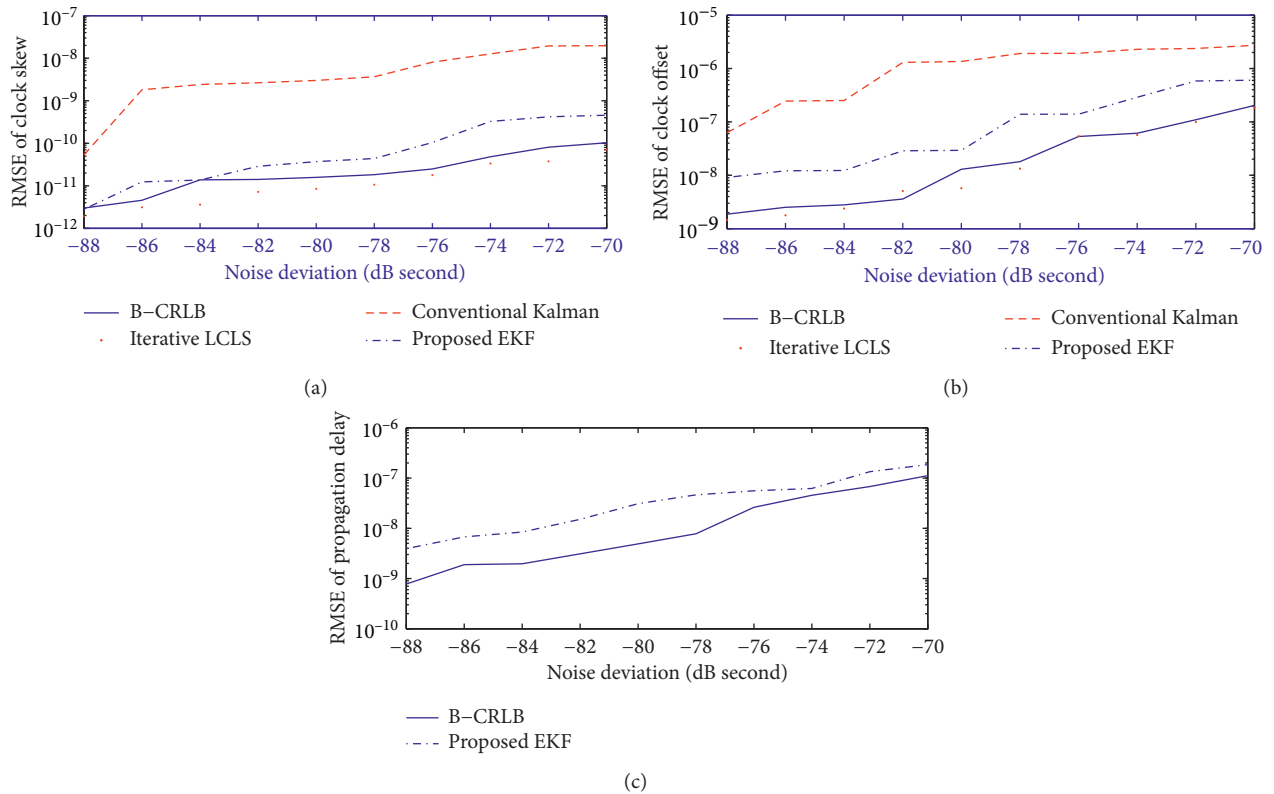 RMSE of clock skew
10−7
10−8
10−9
10−10
10−11
10−12
−88 −86 −84 −82 −80 −78 −76 −74 −72 −70
Noise deviation (dB second)
B−CRLB
Iterative LCLS
Conventional Kalman
Proposed EKF
(a)
RMSE of clock offset
10−5
10−6
10−7
10−8
10−9
−88 −86 −84 −82 −80 −78 −76 −74 −72 −70
Noise deviation (dB second)
B−CRLB
Iterative LCLS
Conventional Kalman
Proposed EKF
(b)
RMSE of propagation delay
10−6
10−7
10−8
10−9
10−10
−88 −86 −84 −82 −80 −78 −76 −74 −72 −70
Noise deviation (dB second)
B−CRLB
Proposed EKF
(c)